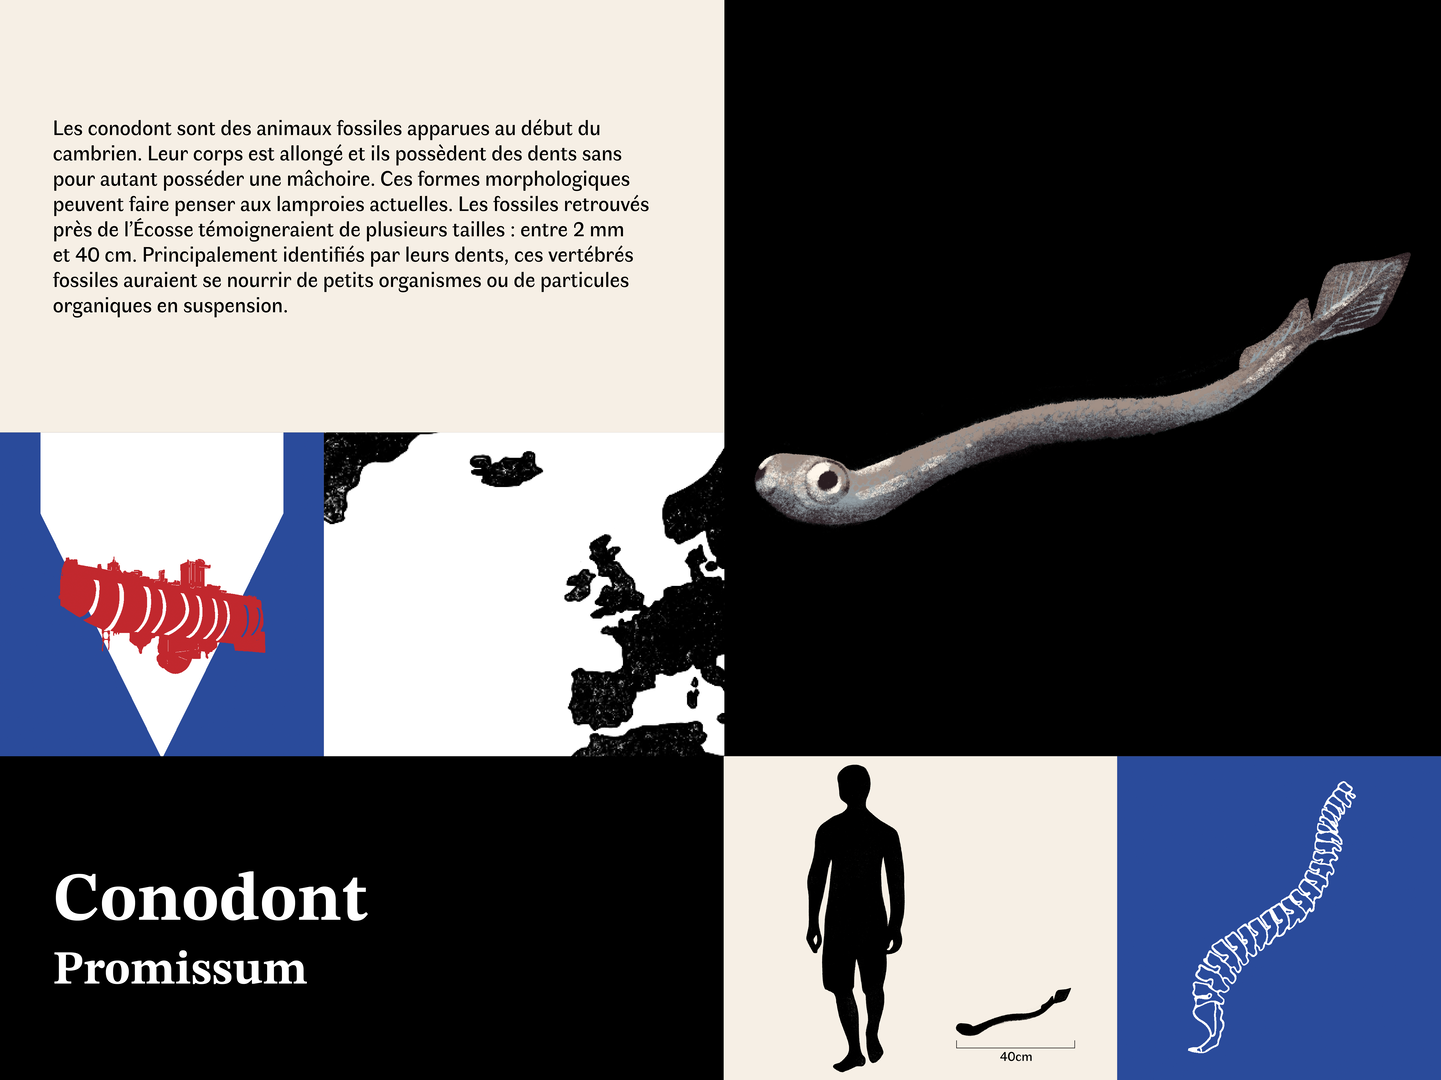 Les conodont sont des animaux fossiles apparues au début du
cambrien. Leur corps est allongé et ils possèdent des dents sans
pour autant posséder une mâchoire. Ces formes morphologiques
peuvent faire penser aux lamproies actuelles. Les fossiles retrouvés
près de l’Écosse témoigneraient de plusieurs tailles : entre 2 mm
et 40 cm. Principalement identifiés par leurs dents, ces vertébrés
fossiles auraient se nourrir de petits organismes ou de particules
organiques en suspension.
Conodont
Promissum
40cm